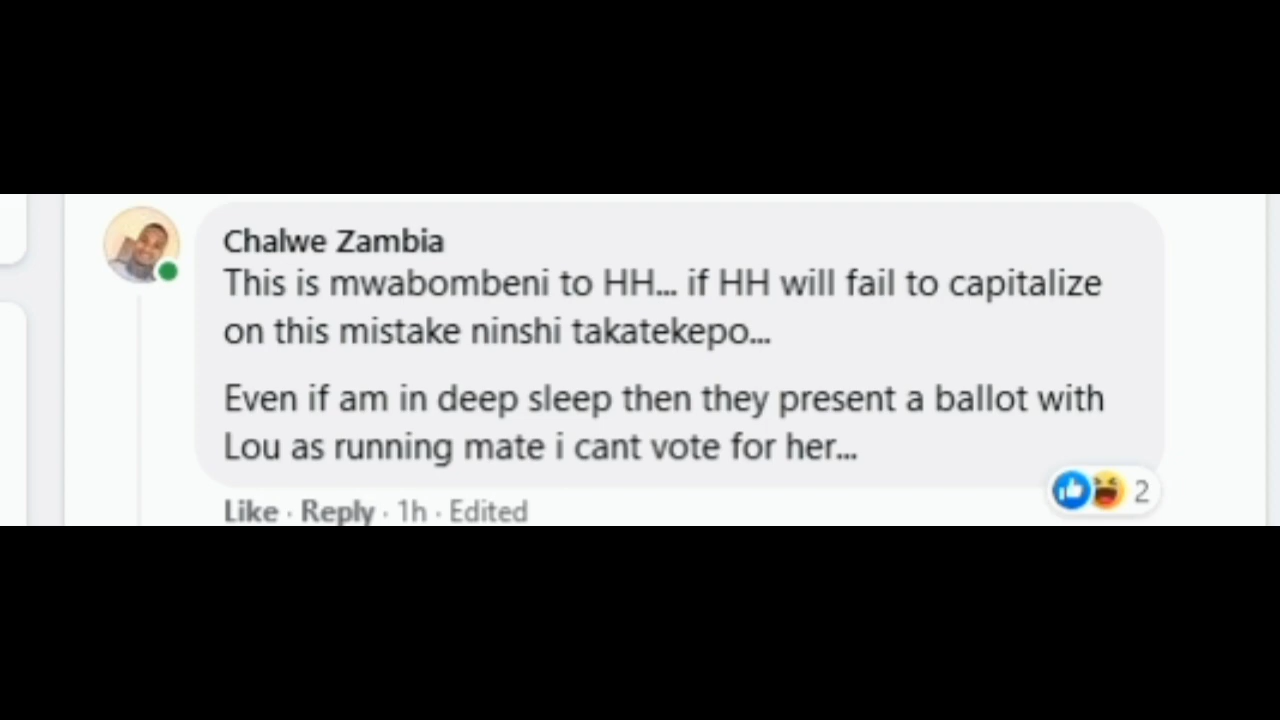 Chalwe Zambia
This is mwabombeni to HH... if HH will fail to capitalize
on this mistake ninshi takatekepo...
Even if am in deep sleep then they present a ballot with
Lou as running mate i cant vote for her...
2
Like · Reply · 1h · Edited